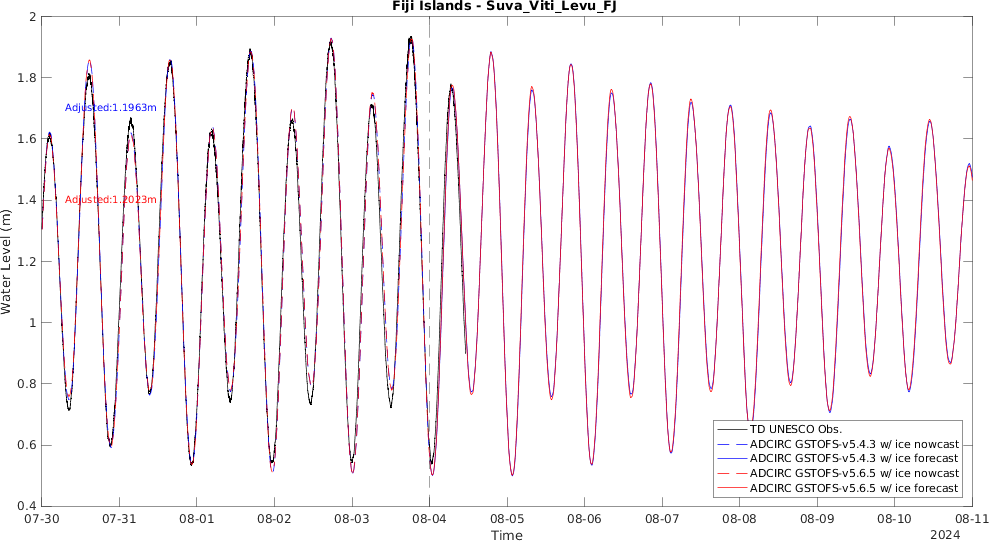 Fiji Islands - Suva_Viti_Levu_FJ
2
1.8
1.6
1.4
1.2
1
0.8
0.6
0.4
Water Level (m)
Adjusted:1.1963m
Adjusted:1.2023m
TD UNESCO Obs.
ADCIRC GSTOFS-v5.4.3 w/ ice nowcast
ADCIRC GSTOFS-v5.4.3 w/ ice forecast
ADCIRC GSTOFS-v5.6.5 w/ ice nowcast
ADCIRC GSTOFS-v5.6.5 w/ ice forecast
07-30 07-31 08-01 08-02 08-03 08-04 08-05 08-06 08-07 08-08 08-09 08-10 08-11
Time
2024